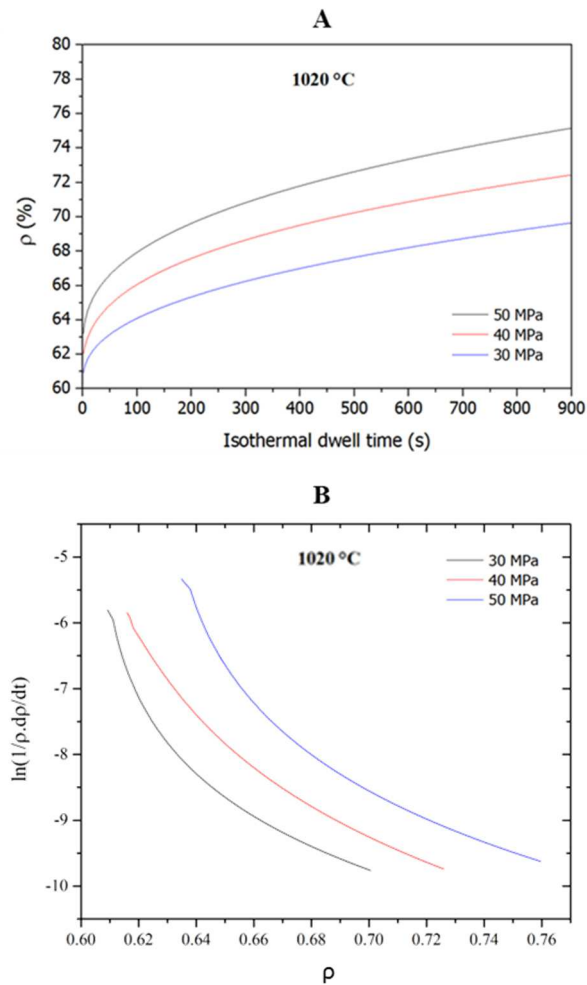 A
80
78
76
74
72
70
68
66
64
62
60
ρ (%)
1020 °C
50 MPa
40 MPa
30 MPa
0 100 200 300 400 500 600 700 800 900
Isothermal dwell time (s)
B
-5
-6
-7
-8
-9
-10
ln(1/ρ.dρ/dt)
1020 °C
30 MPa
40 MPa
50 MPa
0.60 0.62 0.64 0.66 0.68 0.70 0.72 0.74 0.76
ρ